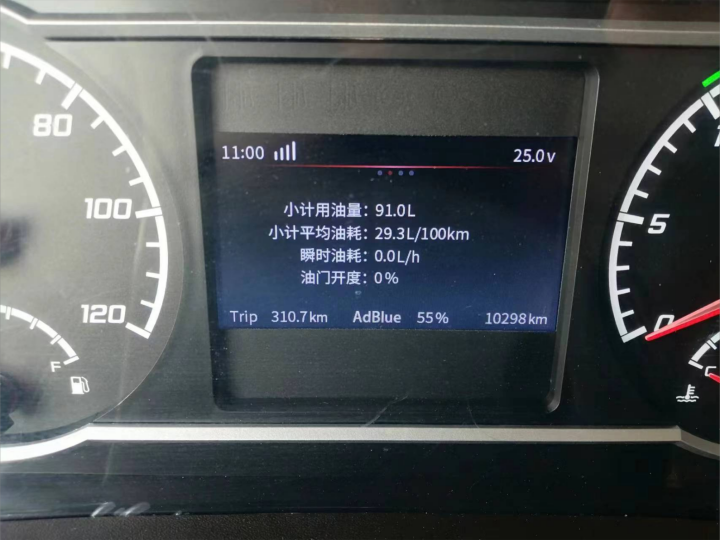 80
100
120
F
11:00
25.0v
小计用油量：91.0L
小计平均油耗：29.3L/100km
瞬时油耗：0.0L/h
油门开度：0%
Trip 310.7km AdBlue 55% 10298km
5
0
C